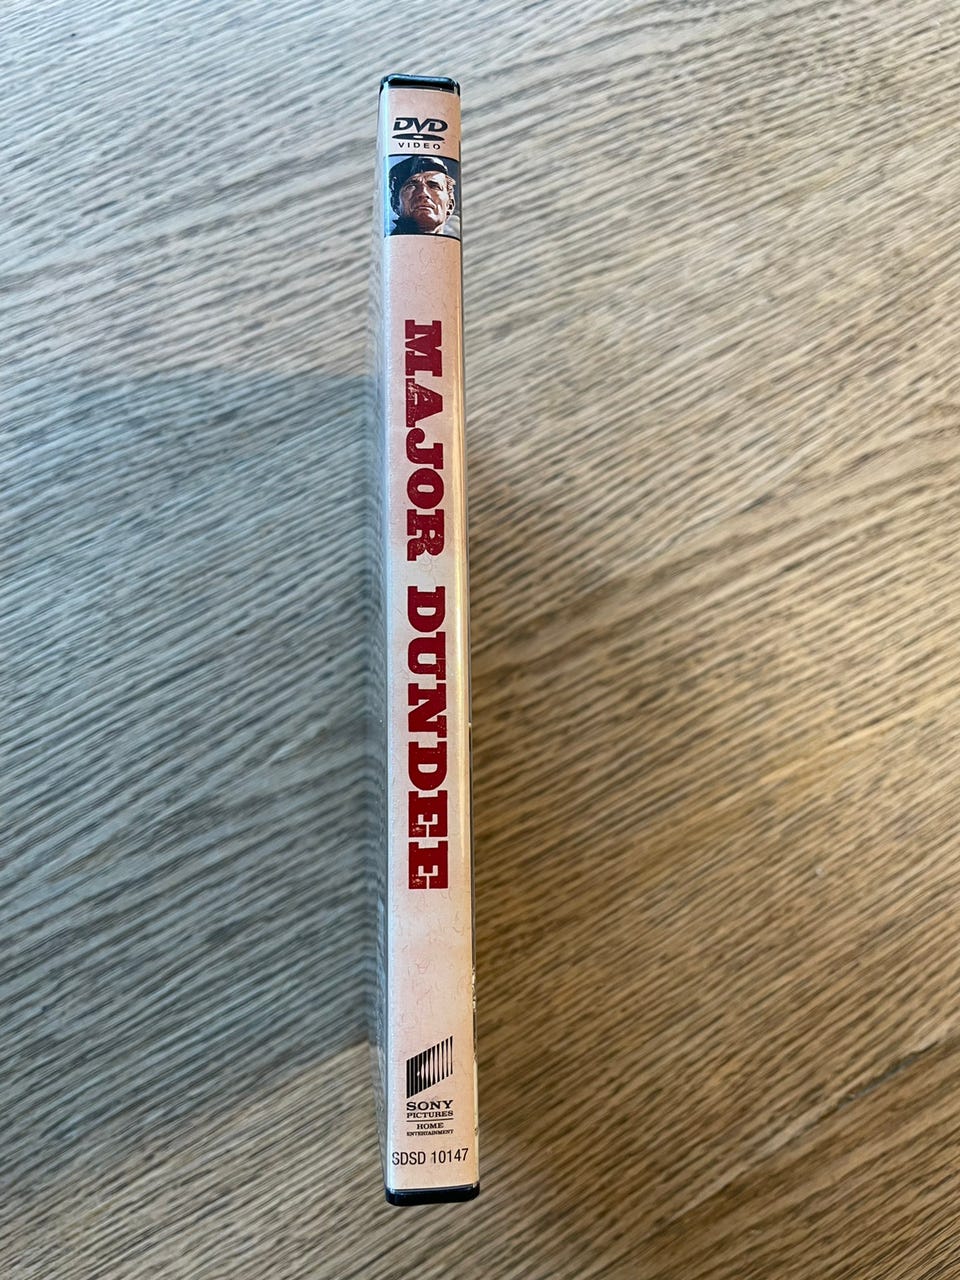 DVD
VIDEO
MAJOR DUNDEE
SONY
PICTURES
HOME
ENTERTAINMENT
SDSD 10147